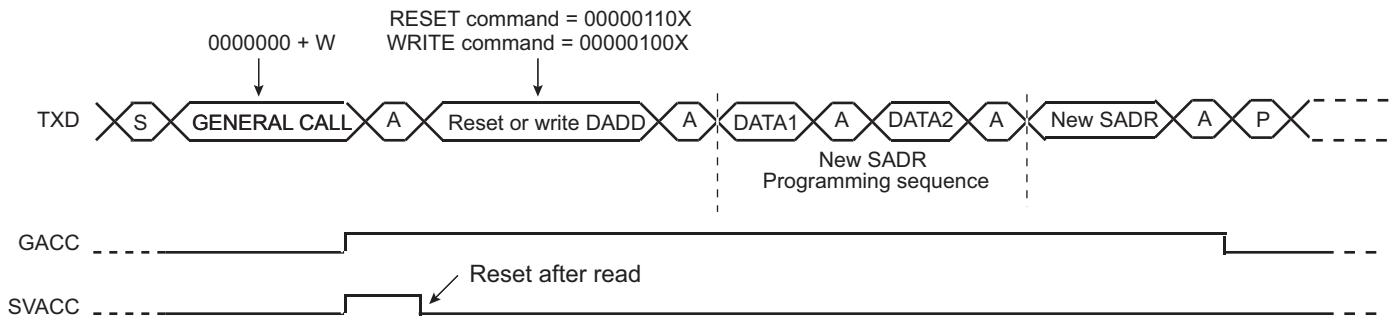 RESET command = 00000110X
0000000 + W
WRITE command = 00000100X
TXD S GENERAL CALL A Reset or write DADD A DATA1 A DATA2 A New SADR A P
New SADR
Programming sequence
GACC
Reset after read
SVACC